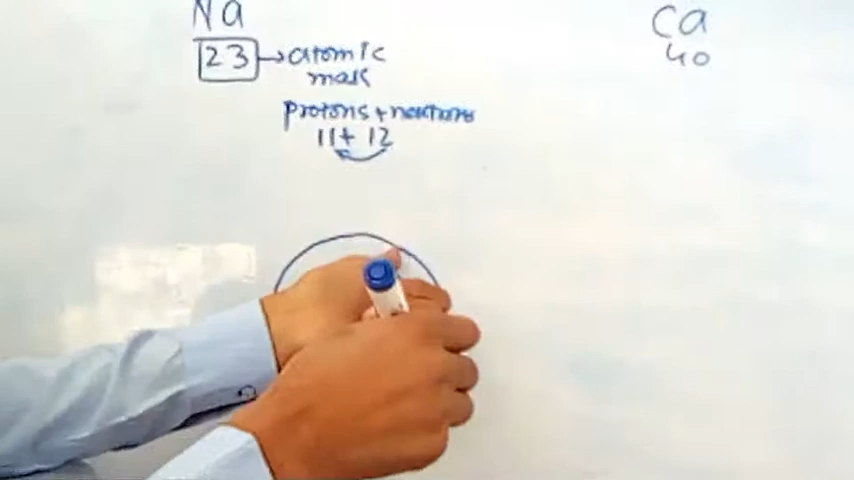 Na
23 → atomic
mass
protons + neutrons
11 + 12
Ca
40